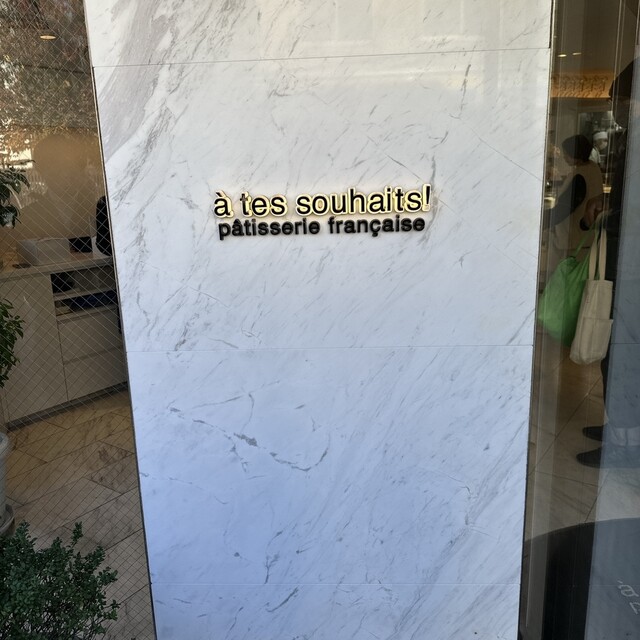 à tes souhaits!
pâtisserie française